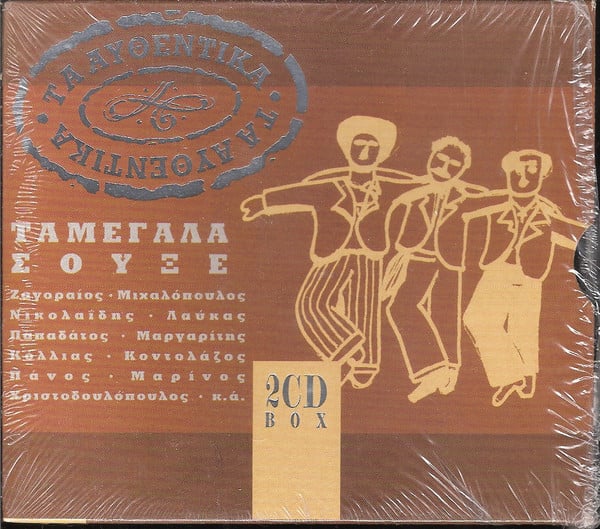 ΤΑ ΑΥΘΕΝΤΙΚΑ · ΤΑ ΑΥΘΕΝΤΙΚΑ ·
ΤΑ ΜΕΓΑΛΑ
ΣΟΥΞΕ
Ζαγοραίος · Μιχαλόπουλος
Νικολαΐδης · Λαύκας
Παπαδάτος · Μαργαρίτης
Κόλλιας · Κοντολάζος
Πάνος · Μαρίνος
Χριστοδουλόπουλος · κ.ά.
2CD
BOX